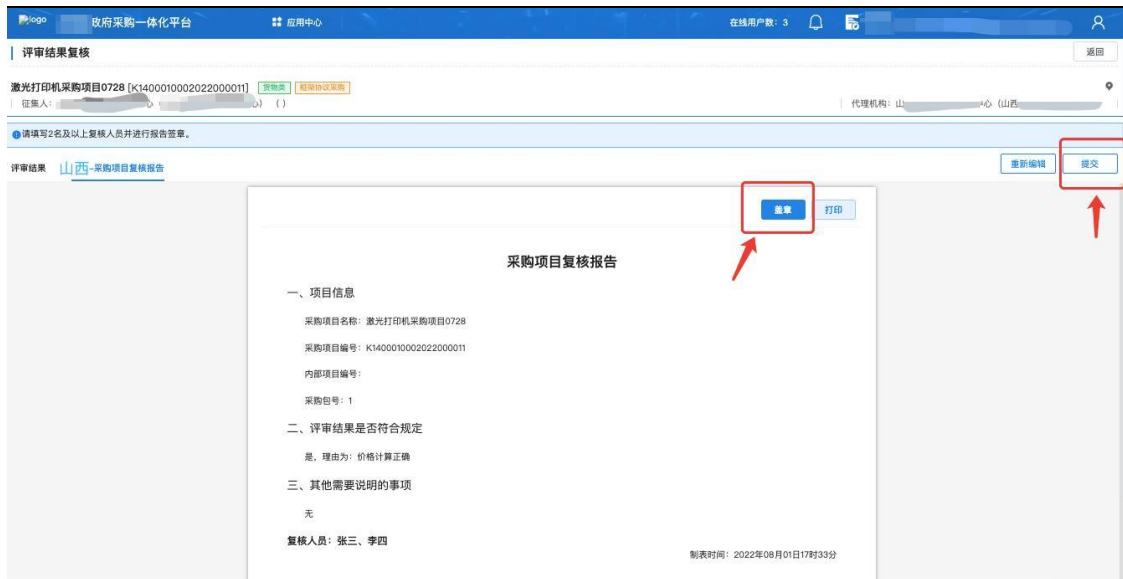 logo 政府采购一体化平台 应用中心 在线用户数：3
评审结果复核 返回
激光打印机采购项目0728 [K1400010002022000011] 货物类 框架协议采购
征集人： 心 （ 心） （ ） 代理机构：山 心（山西
请填写2名及以上复核人员并进行报告签章。
评审结果 山西-采购项目复核报告 重新编辑 提交
盖章 打印
采购项目复核报告
一、项目信息
采购项目名称：激光打印机采购项目0728
采购项目编号：K1400010002022000011
内部项目编号：
采购包号：1
二、评审结果是否符合规定
是，理由为：价格计算正确
三、其他需要说明的事项
无
复核人员：张三、李四
制表时间：2022年08月01日17时33分